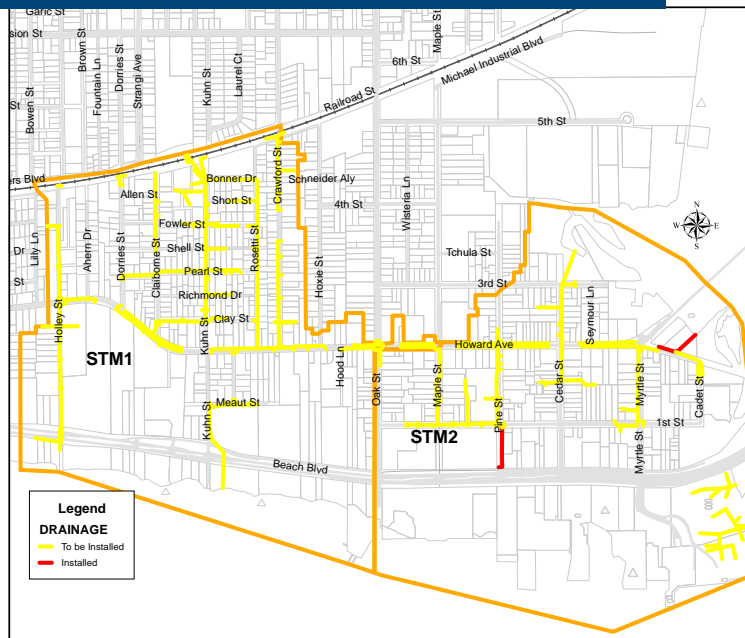 Garic St
sion St
Brown St
Dorries St
Strangi Ave
Fountain Ln
Kuhn St
Laurel Ct
Maple St
6th St
Michael Industrial Blvd
Railroad St
St
Bowen St
5th St
ers Blvd
Bonner Dr
Crawford St
Schneider Aly
Allen St
Short St
4th St
Wisteria Ln
N
W
E
S
Fowler St
Rosetti St
Dr
Lilly Ln
Ahern Dr
Dorries St
Claiborne St
Shell St
Tchula St
Pearl St
Hoxie St
3rd St
St
Richmond Dr
Seymour Ln
Holley St
Clay St
Kuhn St
Howard Ave
STM1
Hood Ln
Oak St
Maple St
Cedar St
Myrtle St
Cadet St
Meaut St
Pine St
1st St
Kuhn St
STM2
Myrtle St
Beach Blvd
Legend
DRAINAGE
To be Installed
Installed